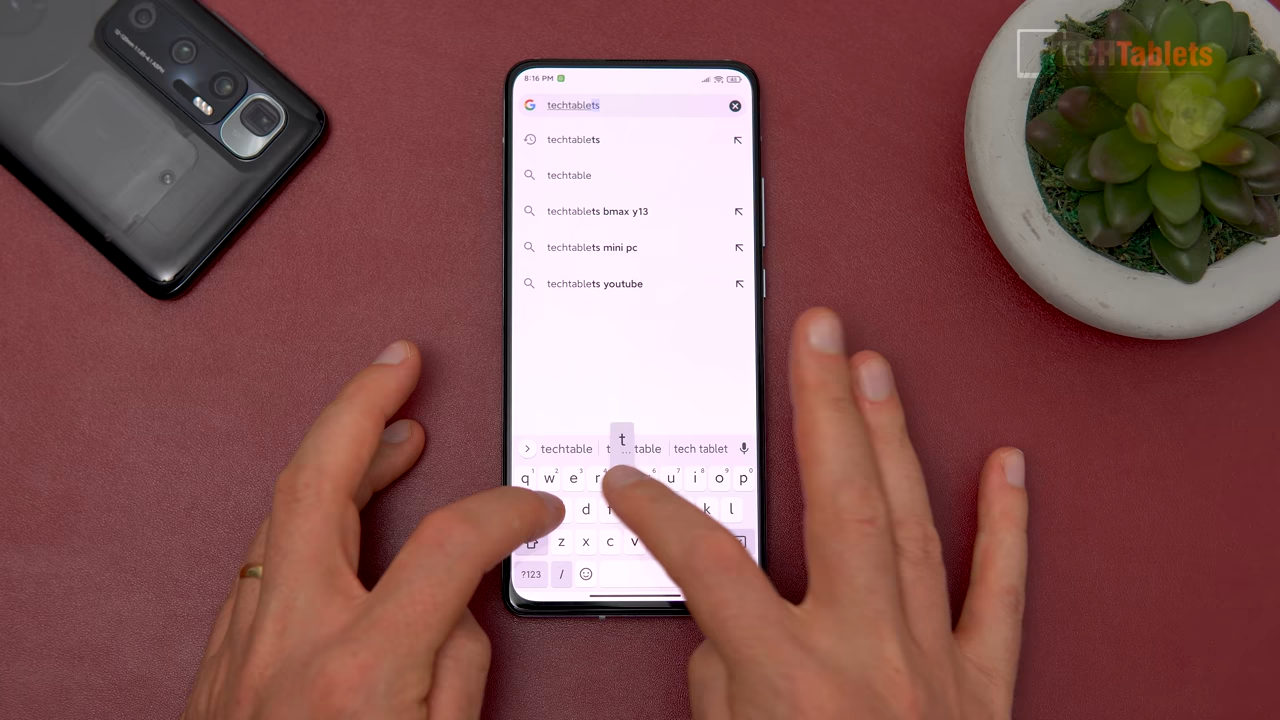 TECHTablets
8:16 PM
techtablets
techtablets
techtable
techtablets bmax y13
techtablets mini pc
techtablets youtube
t
techtable
table
tech tablet
q w e r u i o p
d k l
z x c v
?123 /